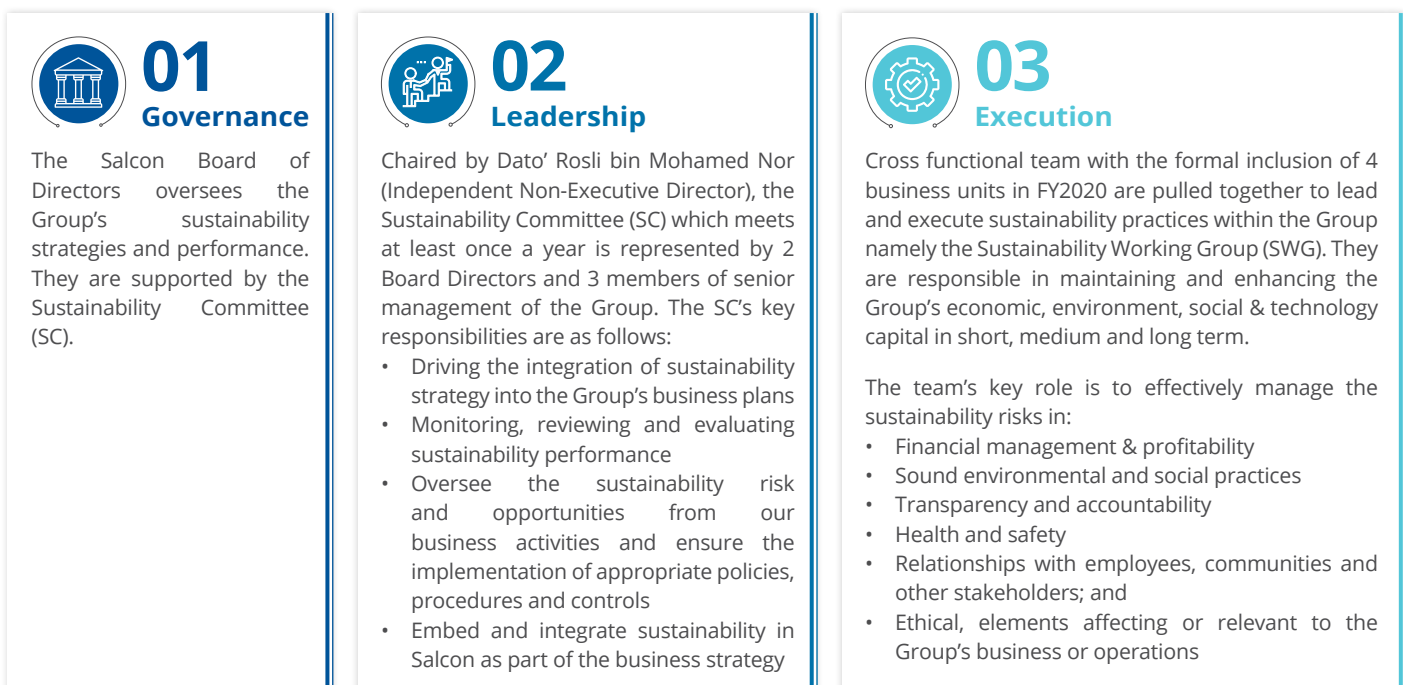 01
Governance
The Salcon Board of
Directors oversees the
Group’s sustainability
strategies and performance.
They are supported by the
Sustainability Committee
(SC).
02
Leadership
Chaired by Dato’ Rosli bin Mohamed Nor
(Independent Non-Executive Director), the
Sustainability Committee (SC) which meets
at least once a year is represented by 2
Board Directors and 3 members of senior
management of the Group. The SC’s key
responsibilities are as follows:
• Driving the integration of sustainability
strategy into the Group’s business plans
• Monitoring, reviewing and evaluating
sustainability performance
• Oversee the sustainability risk
and opportunities from our
business activities and ensure the
implementation of appropriate policies,
procedures and controls
• Embed and integrate sustainability in
Salcon as part of the business strategy
03
Execution
Cross functional team with the formal inclusion of 4
business units in FY2020 are pulled together to lead
and execute sustainability practices within the Group
namely the Sustainability Working Group (SWG). They
are responsible in maintaining and enhancing the
Group’s economic, environment, social & technology
capital in short, medium and long term.
The team’s key role is to effectively manage the
sustainability risks in:
• Financial management & profitability
• Sound environmental and social practices
• Transparency and accountability
• Health and safety
• Relationships with employees, communities and
other stakeholders; and
• Ethical, elements affecting or relevant to the
Group’s business or operations